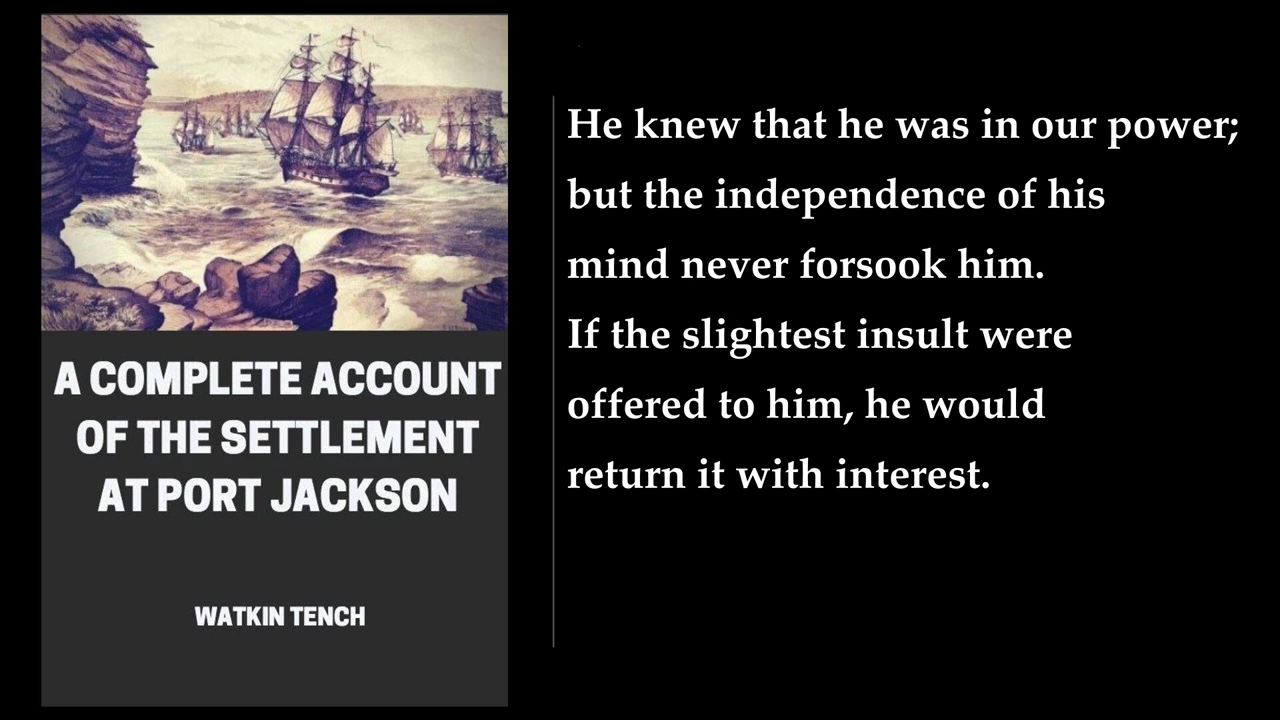 A COMPLETE ACCOUNT
OF THE SETTLEMENT
AT PORT JACKSON
WATKIN TENCH
He knew that he was in our power;
but the independence of his
mind never forsook him.
If the slightest insult were
offered to him, he would
return it with interest.